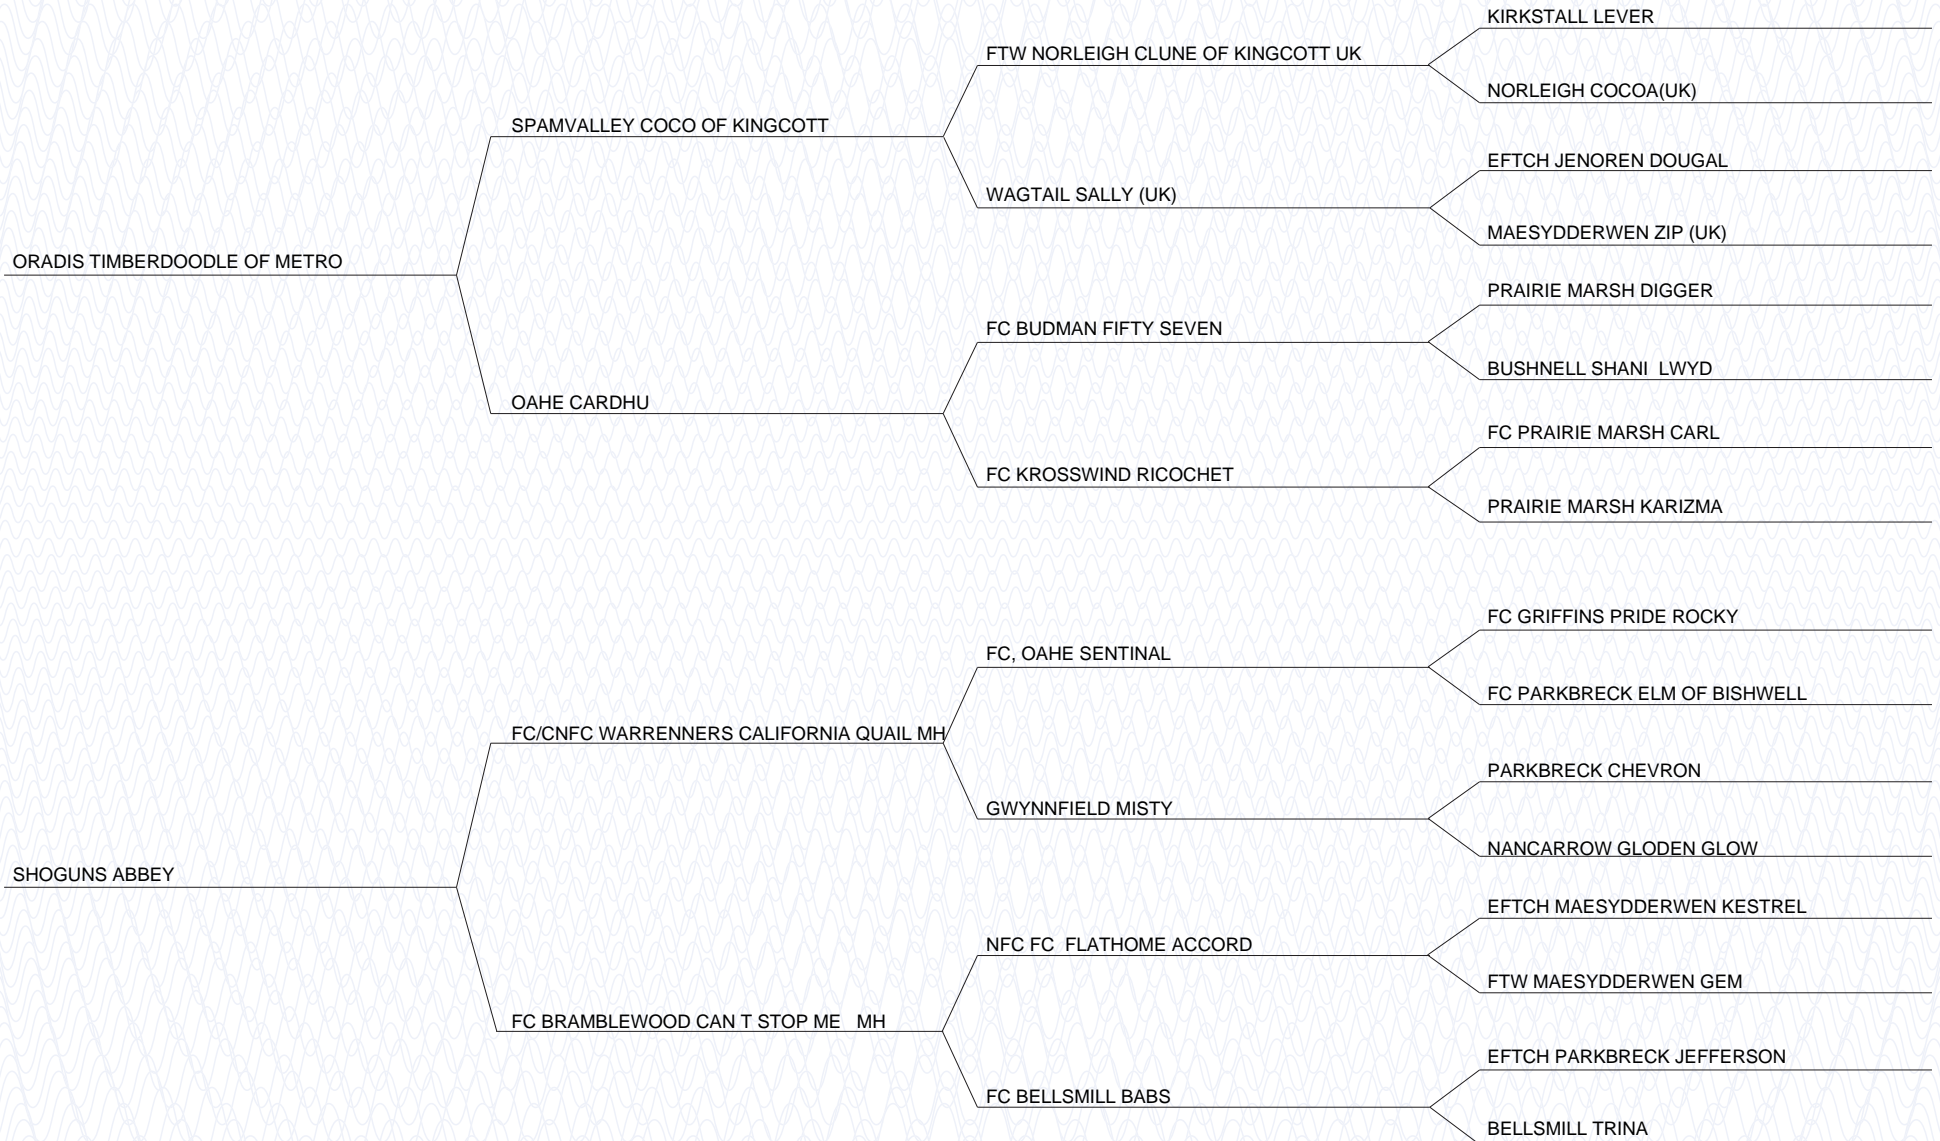 KIRKSTALL LEVER
FTW NORLEIGH CLUNE OF KINGCOTT UK
NORLEIGH COCOA(UK)
SPAMVALLEY COCO OF KINGCOTT
EFTCH JENOREN DOUGAL
WAGTAIL SALLY (UK)
MAESYDDERWEN ZIP (UK)
ORADIS TIMBERDOODLE OF METRO
PRAIRIE MARSH DIGGER
FC BUDMAN FIFTY SEVEN
BUSHNELL SHANI  LWYD
OAHE CARDHU
FC PRAIRIE MARSH CARL
FC KROSSWIND RICOCHET
PRAIRIE MARSH KARIZMA
FC GRIFFINS PRIDE ROCKY
FC, OAHE SENTINAL
FC PARKBRECK ELM OF BISHWELL
FC/CNFC WARRENNERS CALIFORNIA QUAIL MH
PARKBRECK CHEVRON
GWYNNFIELD MISTY
NANCARROW GLODEN GLOW
SHOGUNS ABBEY
EFTCH MAESYDDERWEN KESTREL
NFC FC  FLATHOME ACCORD
FTW MAESYDDERWEN GEM
FC BRAMBLEWOOD CAN T STOP ME   MH
EFTCH PARKBRECK JEFFERSON
FC BELLSMILL BABS
BELLSMILL TRINA